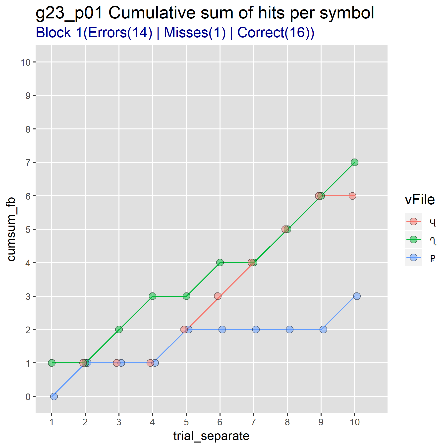 g23_p01 Cumulative sum of hits per symbol
Block 1(Errors(14) | Misses(1) | Correct(16))
10
9
8
7
6
5
4
3
2
1
0
cumsum_fb
1 2 3 4 5 6 7 8 9 10
trial_separate
vFile